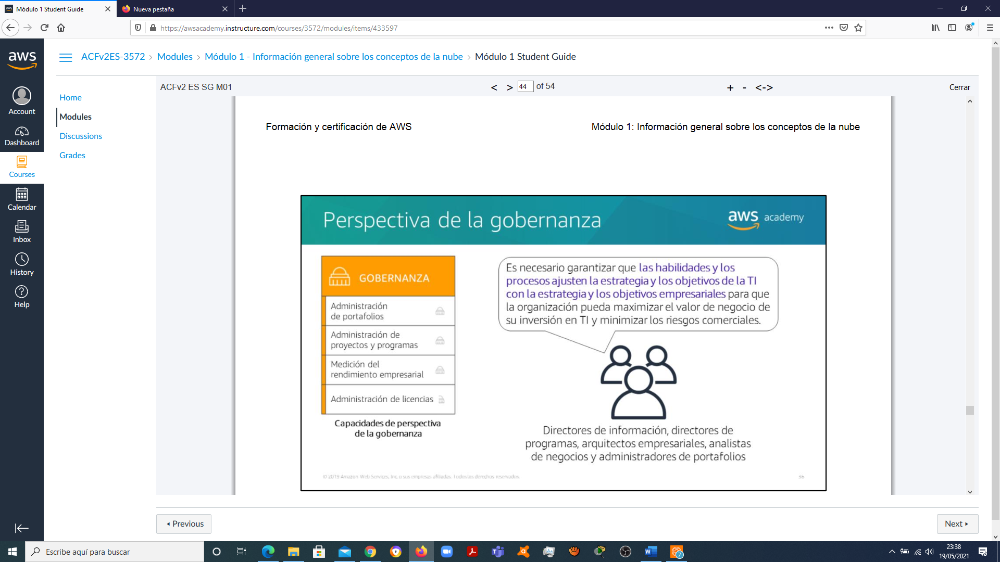 Módulo 1 Student Guide
Nueva pestaña
https://awsacademy.instructure.com/courses/3572/modules/items/433597
aws
Account
Dashboard
Courses
Calendar
Inbox
History
Help
ACFv2ES-3572 › Modules › Módulo 1 - Información general sobre los conceptos de la nube › Módulo 1 Student Guide
Home
Modules
Discussions
Grades
ACFv2 ES SG M01
< > 44 of 54
+ - <->
Cerrar
Formación y certificación de AWS
Módulo 1: Información general sobre los conceptos de la nube
Perspectiva de la gobernanza
aws academy
GOBERNANZA
Administración
de portafolios
Administración de
proyectos y programas
Medición del
rendimiento empresarial
Administración de licencias
Capacidades de perspectiva
de la gobernanza
Es necesario garantizar que las habilidades y los
procesos ajusten la estrategia y los objetivos de la TI
con la estrategia y los objetivos empresariales para que
la organización pueda maximizar el valor de negocio de
su inversión en TI y minimizar los riesgos comerciales.
Directores de información, directores de
programas, arquitectos empresariales, analistas
de negocios y administradores de portafolios
© 2019 Amazon Web Services, Inc. o sus empresas afiliadas. Todos los derechos reservados.
Previous
Next
Escribe aquí para buscar
7
23:38
19/05/2021